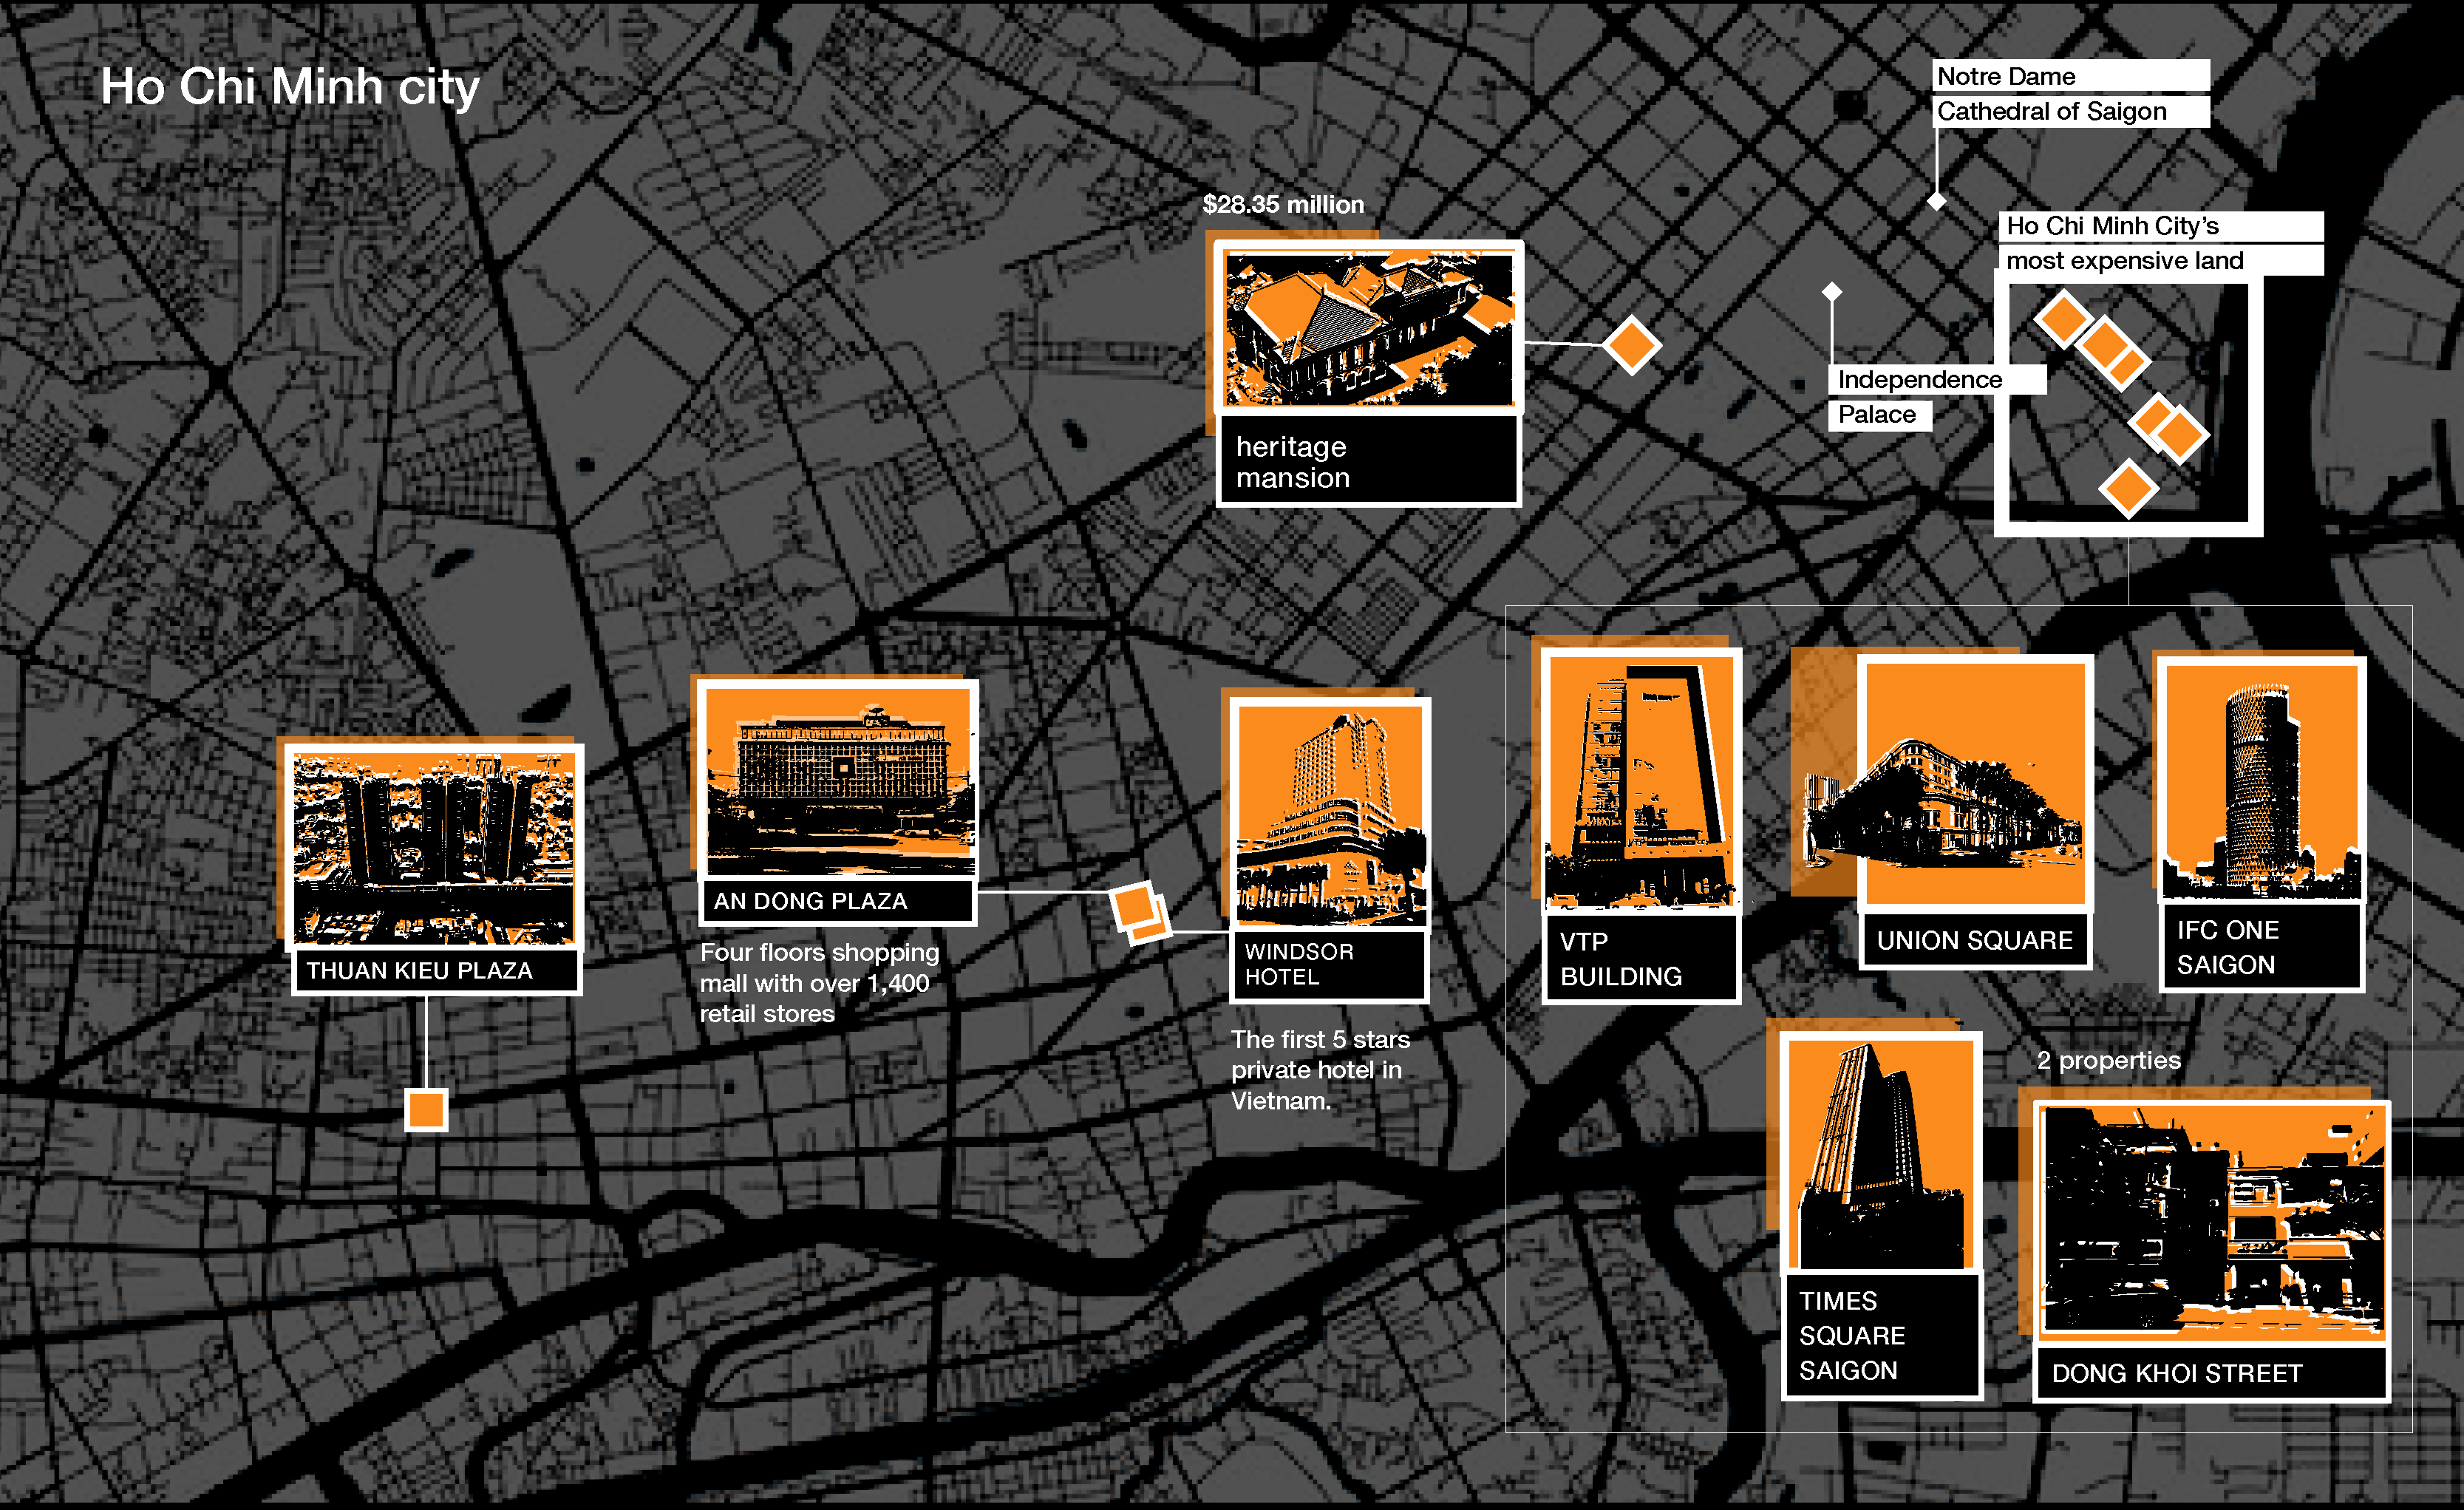 Ho Chi Minh city
Notre Dame
Cathedral of Saigon
$28.35 million
heritage
mansion
Ho Chi Minh City’s
most expensive land
Independence
Palace
THUAN KIEU PLAZA
AN DONG PLAZA
Four floors shopping
mall with over 1,400
retail stores
WINDSOR
HOTEL
The first 5 stars
private hotel in
Vietnam.
VTP
BUILDING
UNION SQUARE
IFC ONE
SAIGON
TIMES
SQUARE
SAIGON
2 properties
DONG KHOI STREET